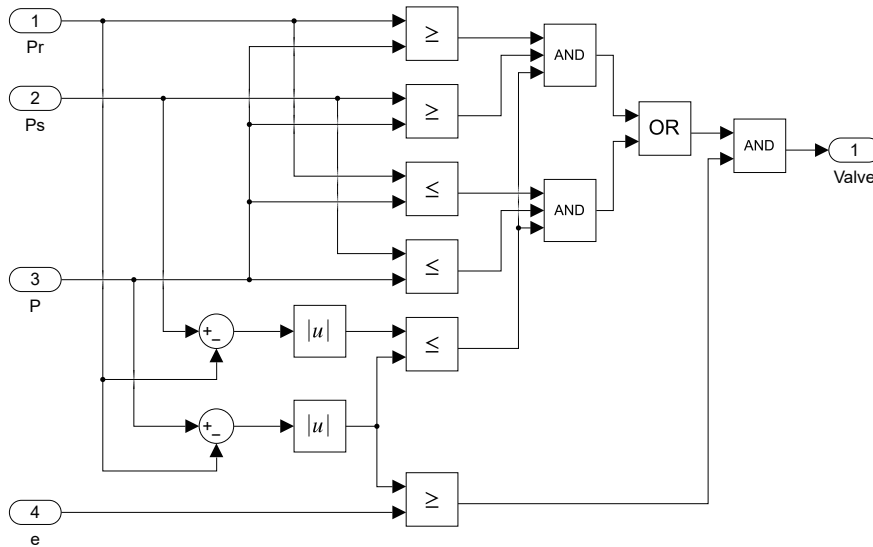 1
Pr
≥
AND
2
Ps
≥
OR
AND
1
Valve
≤
AND
≤
3
P
+
−
|u|
≤
+
−
|u|
≥
4
e